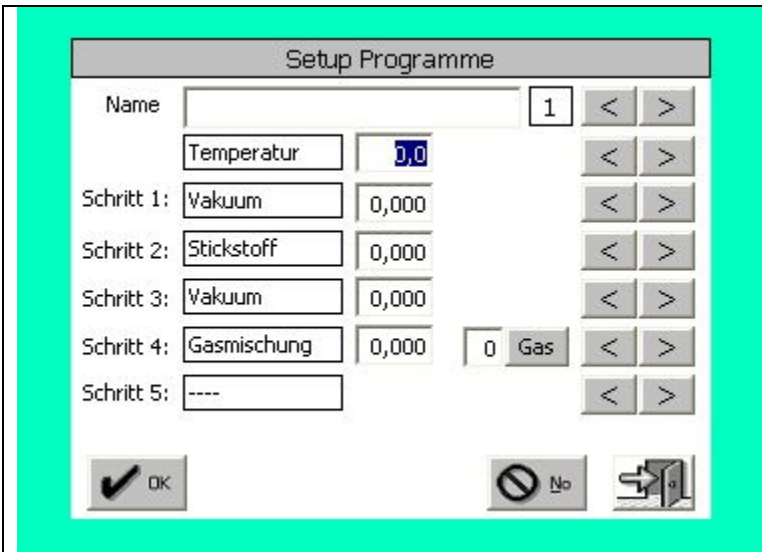 Setup Programme
Name 1 < >
Temperatur 0,0 < >
Schritt 1: Vakuum 0,000 < >
Schritt 2: Stickstoff 0,000 < >
Schritt 3: Vakuum 0,000 < >
Schritt 4: Gasmischung 0,000 0 Gas < >
Schritt 5: ---- < >
OK No